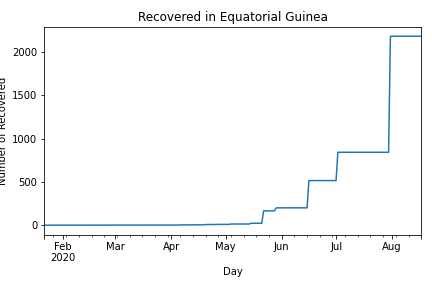 Recovered in Equatorial Guinea
Number of Recovered
2000
1500
1000
500
0
Feb Mar Apr May Jun Jul Aug
2020
Day